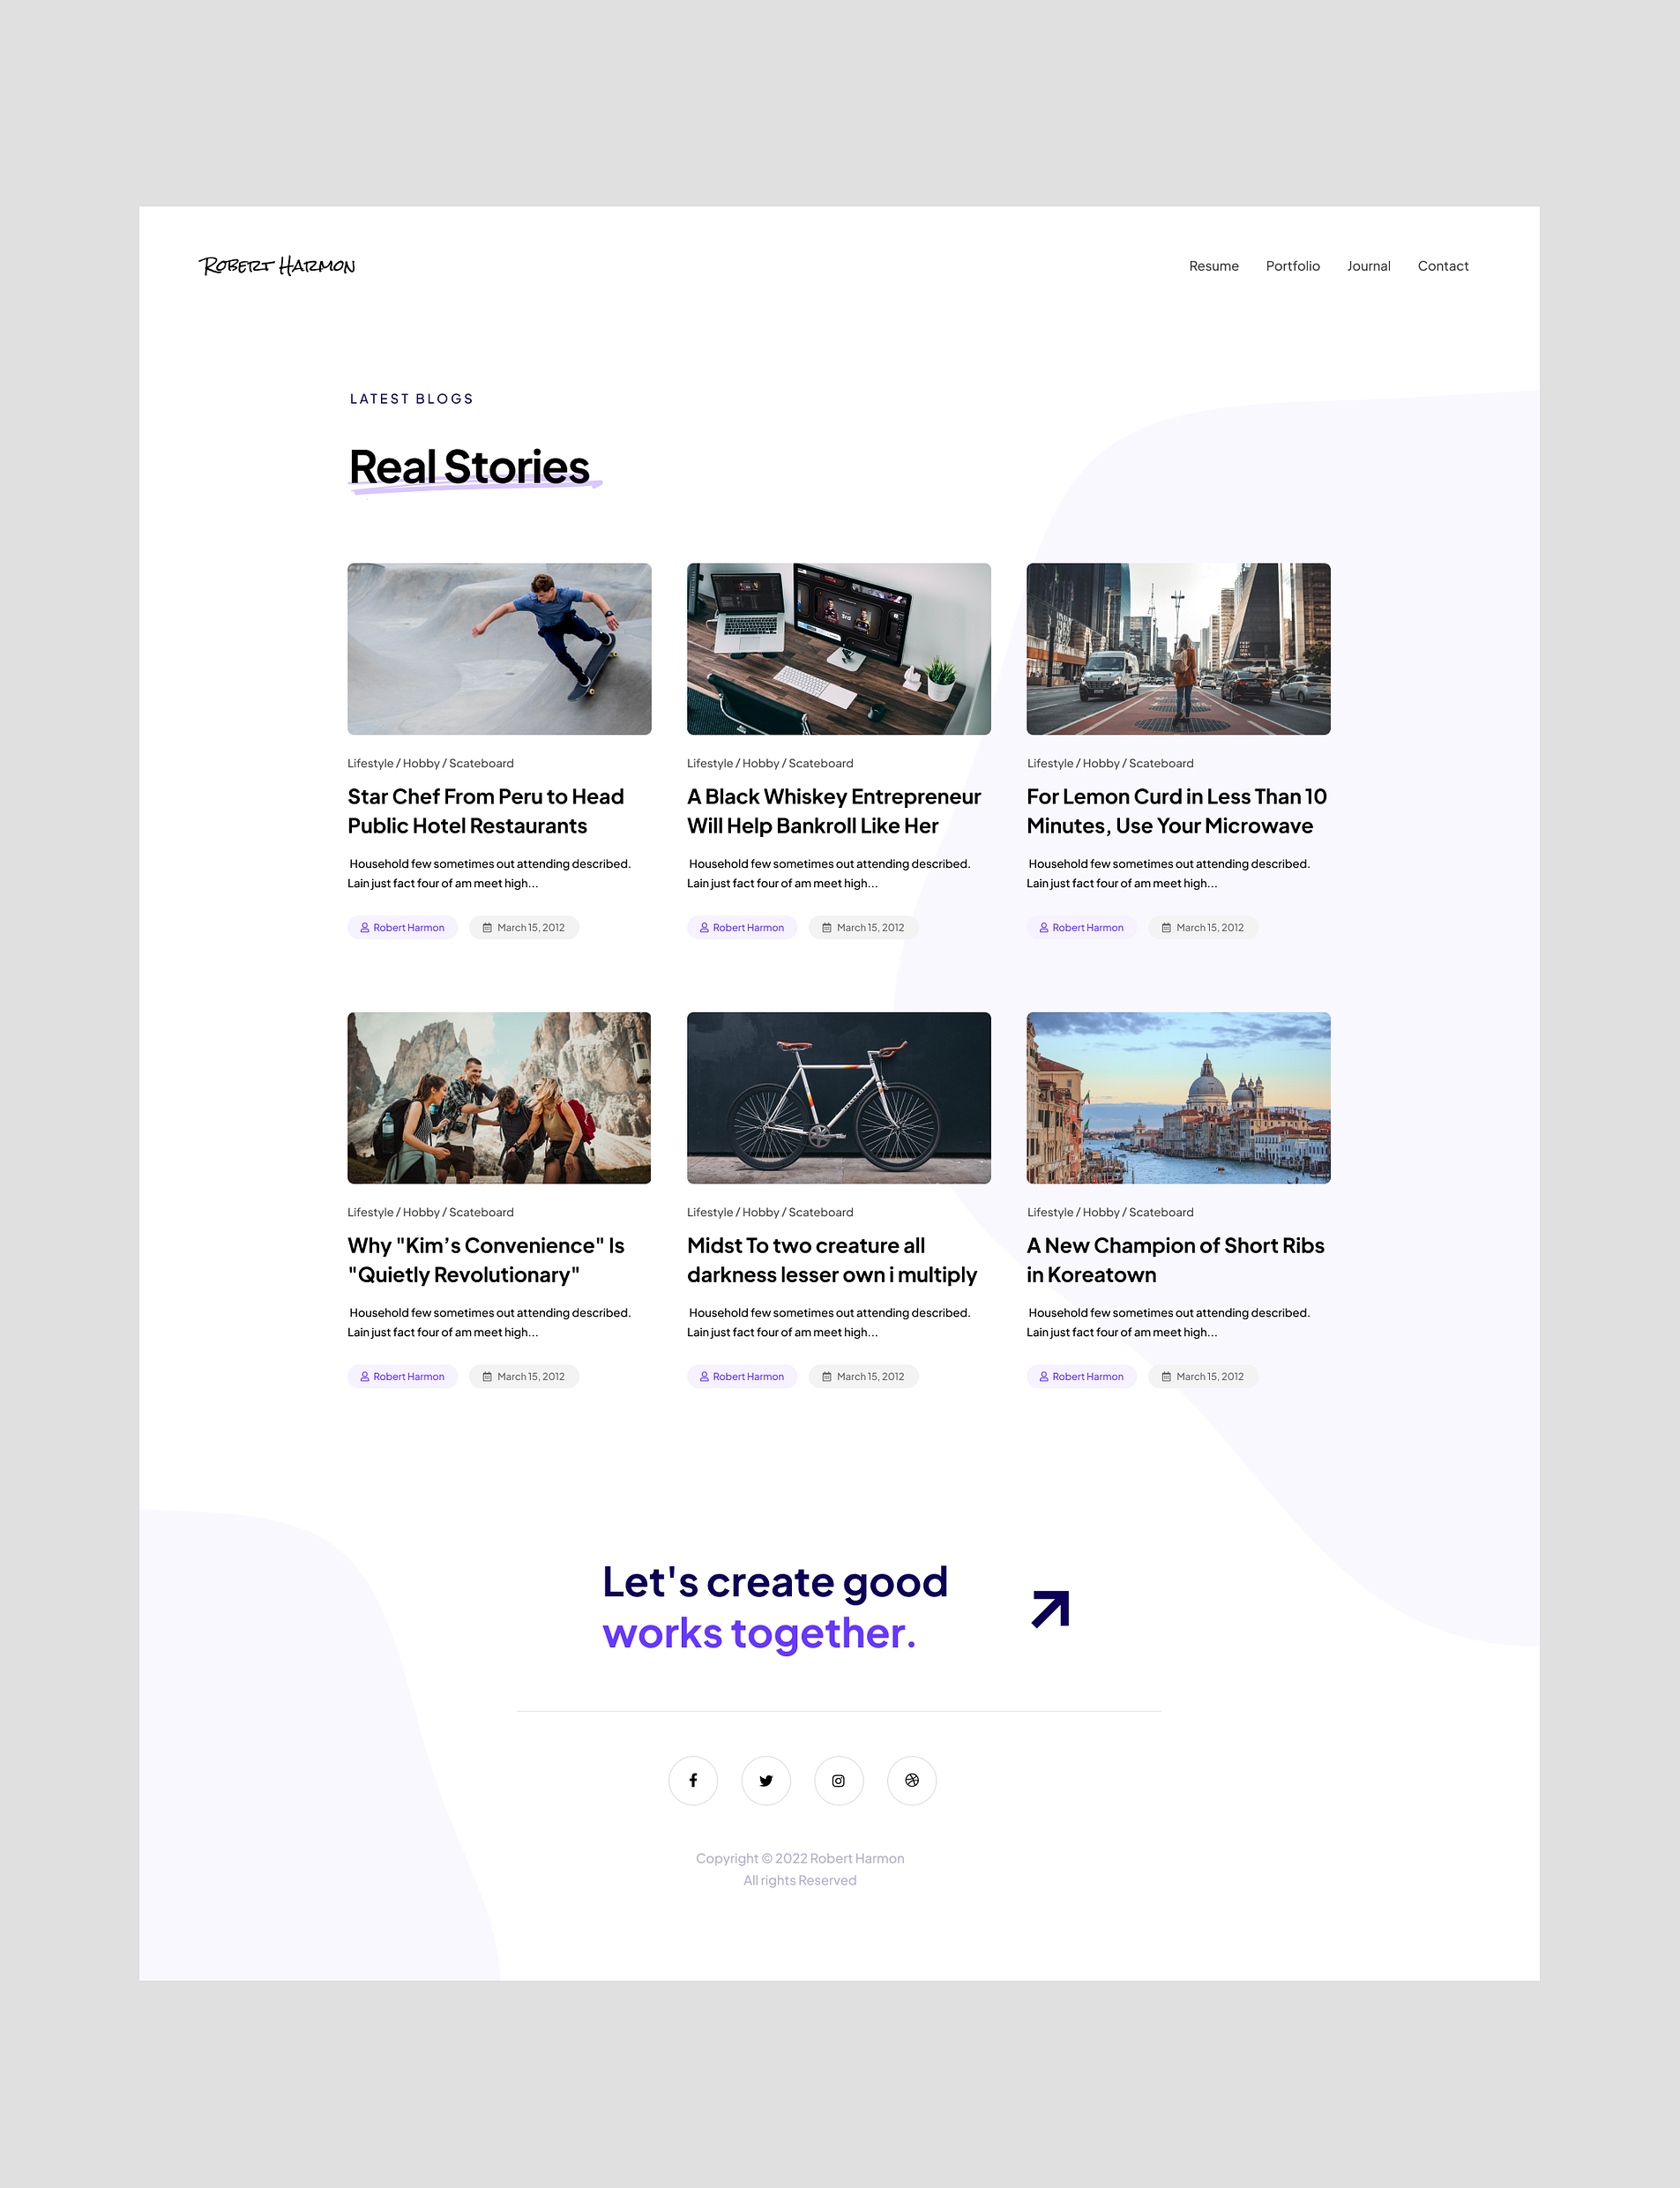 Robert Harmon
Resume Portfolio Journal Contact
LATEST BLOGS
Real Stories
Lifestyle / Hobby / Scateboard
Star Chef From Peru to Head
Public Hotel Restaurants
Household few sometimes out attending described.
Lain just fact four of am meet high...
Robert Harmon March 15, 2012
Lifestyle / Hobby / Scateboard
A Black Whiskey Entrepreneur
Will Help Bankroll Like Her
Household few sometimes out attending described.
Lain just fact four of am meet high...
Robert Harmon March 15, 2012
Lifestyle / Hobby / Scateboard
For Lemon Curd in Less Than 10
Minutes, Use Your Microwave
Household few sometimes out attending described.
Lain just fact four of am meet high...
Robert Harmon March 15, 2012
Lifestyle / Hobby / Scateboard
Why "Kim’s Convenience" Is
"Quietly Revolutionary"
Household few sometimes out attending described.
Lain just fact four of am meet high...
Robert Harmon March 15, 2012
Lifestyle / Hobby / Scateboard
Midst To two creature all
darkness lesser own i multiply
Household few sometimes out attending described.
Lain just fact four of am meet high...
Robert Harmon March 15, 2012
Lifestyle / Hobby / Scateboard
A New Champion of Short Ribs
in Koreatown
Household few sometimes out attending described.
Lain just fact four of am meet high...
Robert Harmon March 15, 2012
Let's create good
works together.
Copyright © 2022 Robert Harmon
All rights Reserved